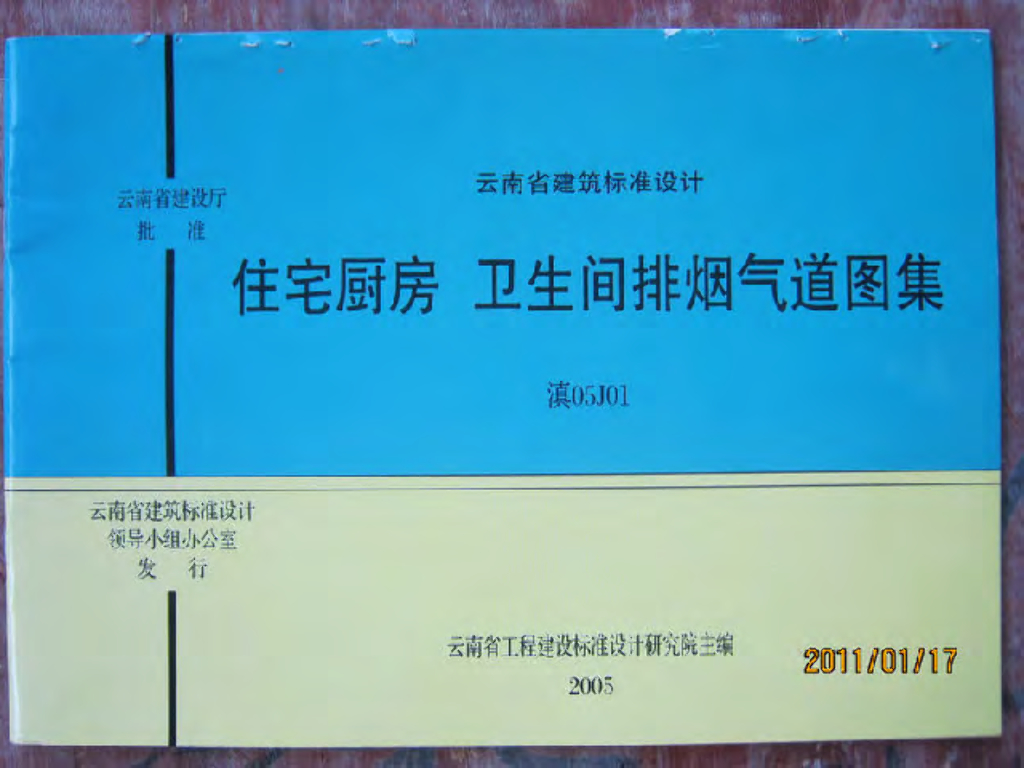 云南省建设厅
批 准
云南省建筑标准设计
住宅厨房 卫生间排烟气道图集
滇05J01
云南省建筑标准设计
领导小组办公室
发 行
云南省工程建设标准设计研究院主编
2005
2011/01/17